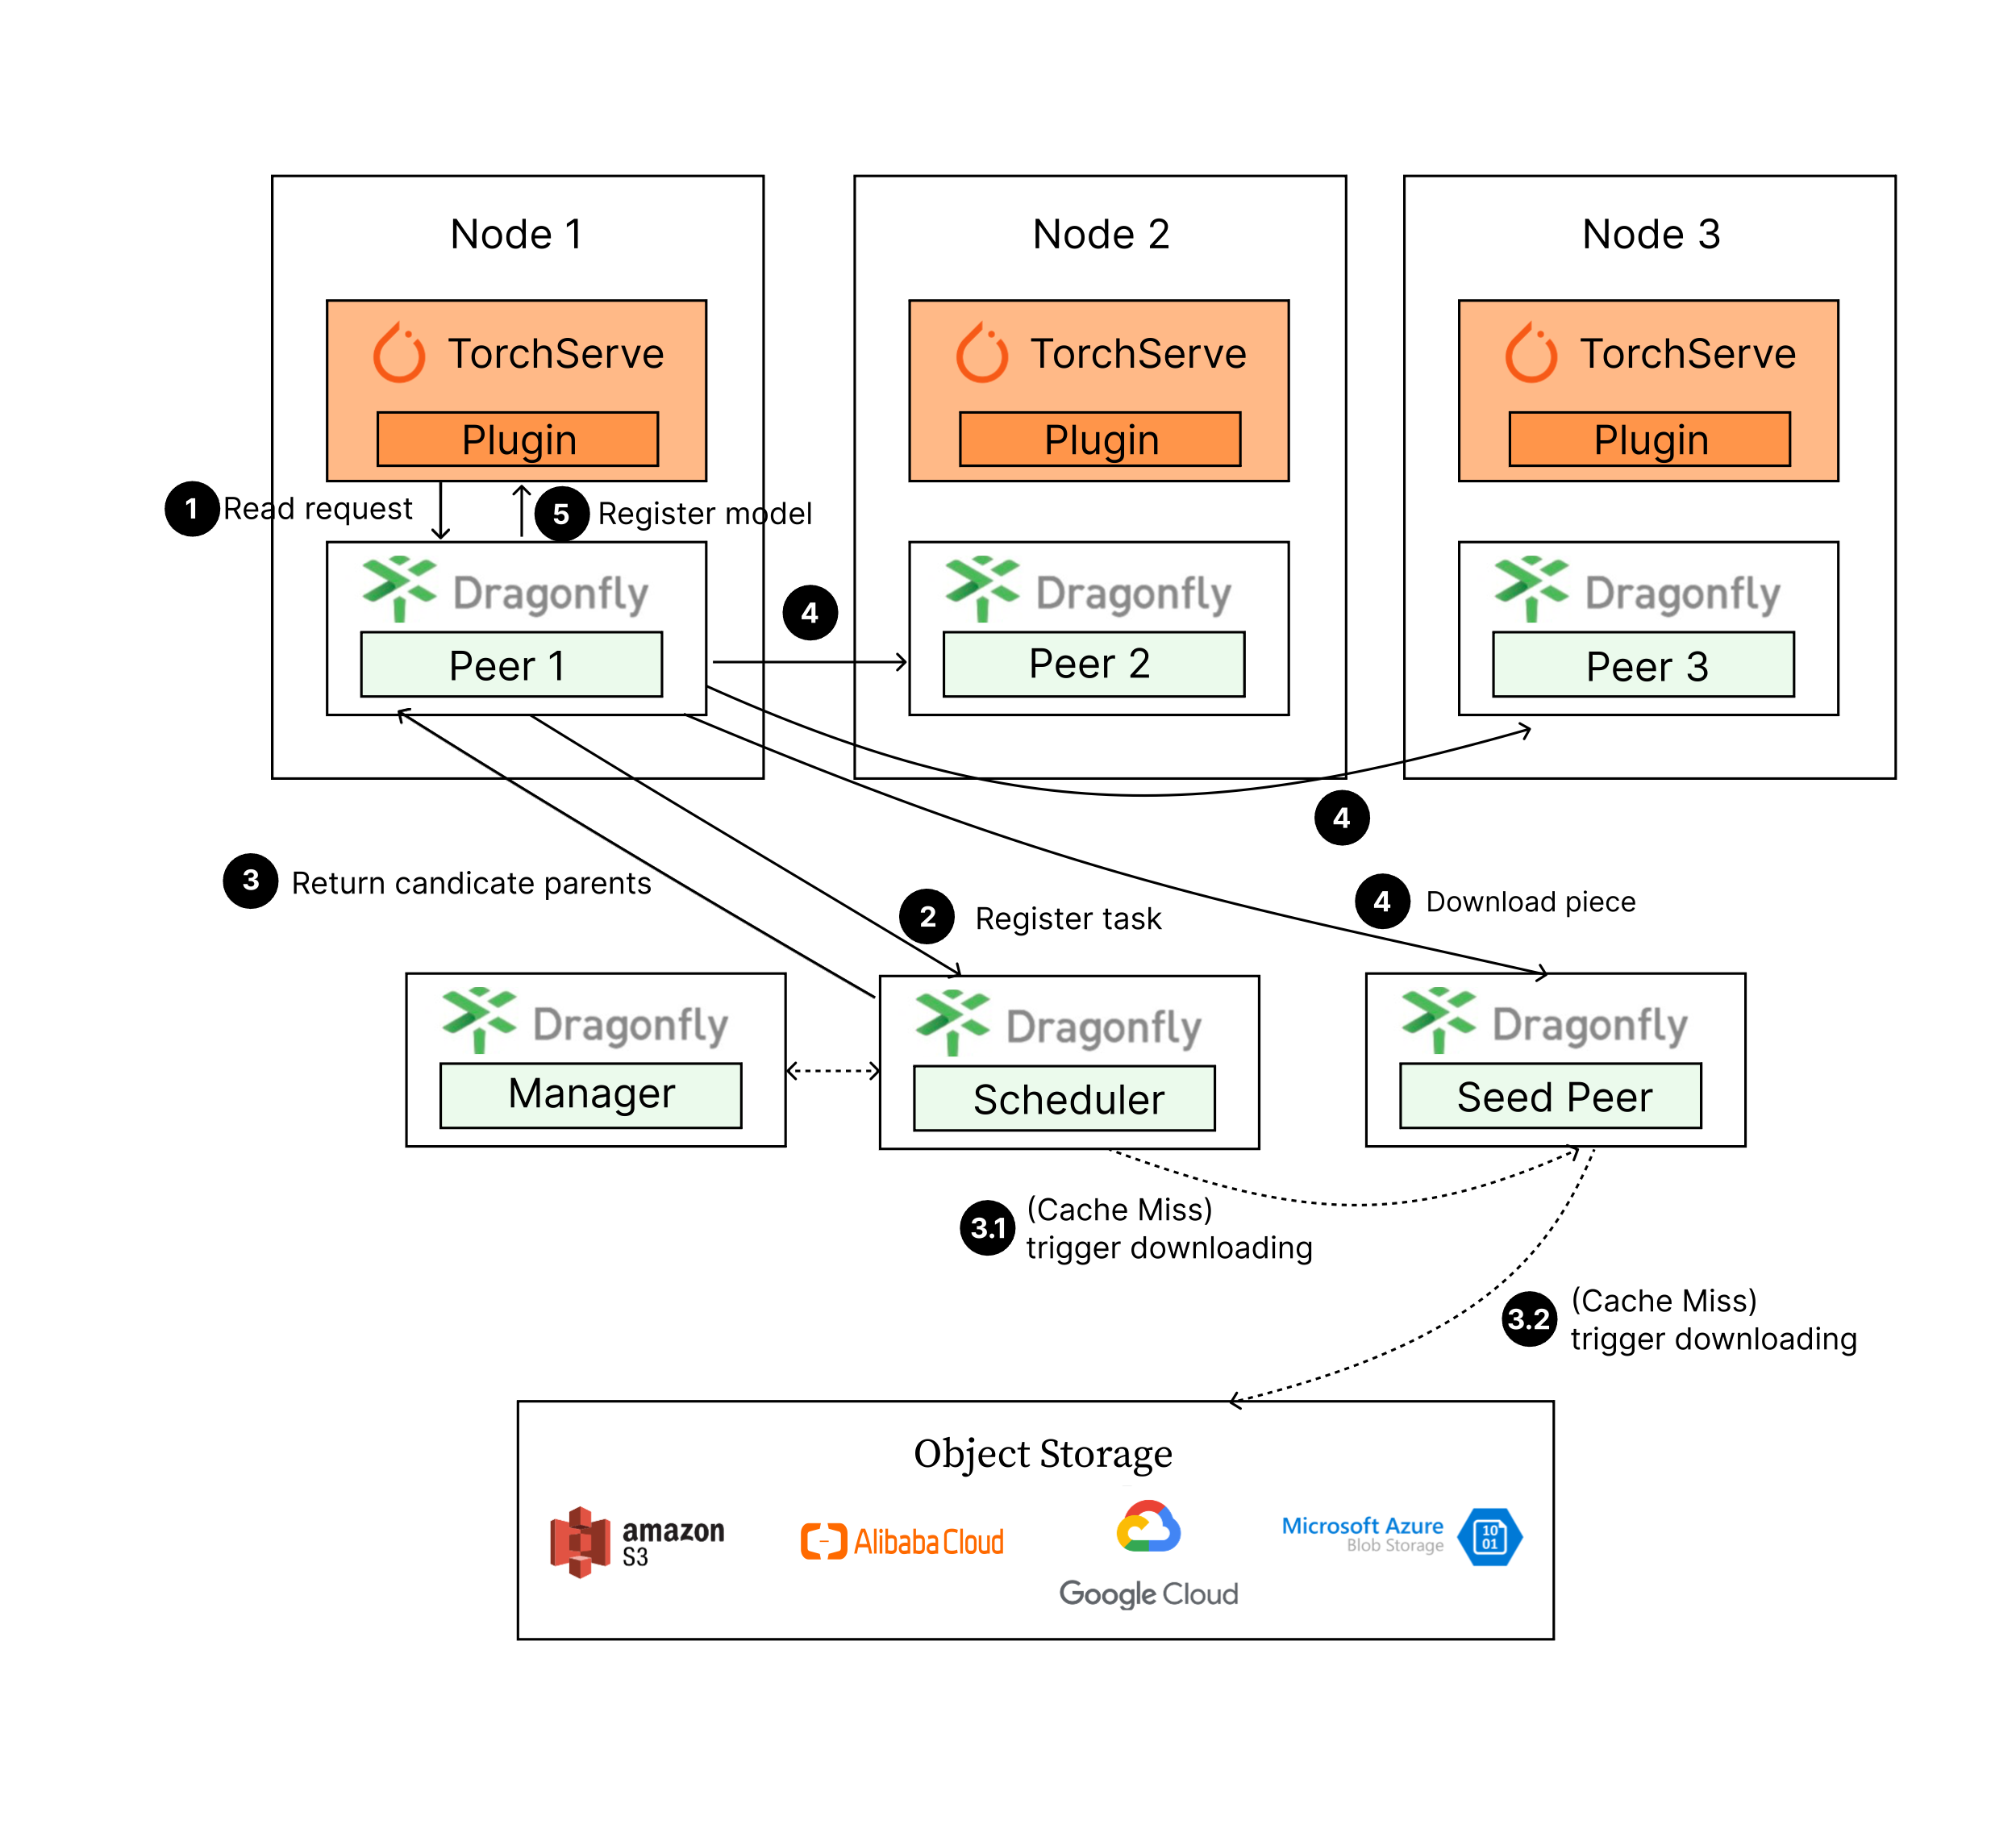 Node 1
Node 2
Node 3
TorchServe
TorchServe
TorchServe
Plugin
Plugin
Plugin
1 Read request
5 Register model
Dragonfly
Dragonfly
Dragonfly
4
Peer 1
Peer 2
Peer 3
4
3 Return candicate parents
2 Register task
4 Download piece
Dragonfly
Dragonfly
Dragonfly
Manager
Scheduler
Seed Peer
3.1 (Cache Miss)
trigger downloading
3.2 (Cache Miss)
trigger downloading
Object Storage
amazon
S3
Alibaba Cloud
Google Cloud
Microsoft Azure
Blob Storage
10
01